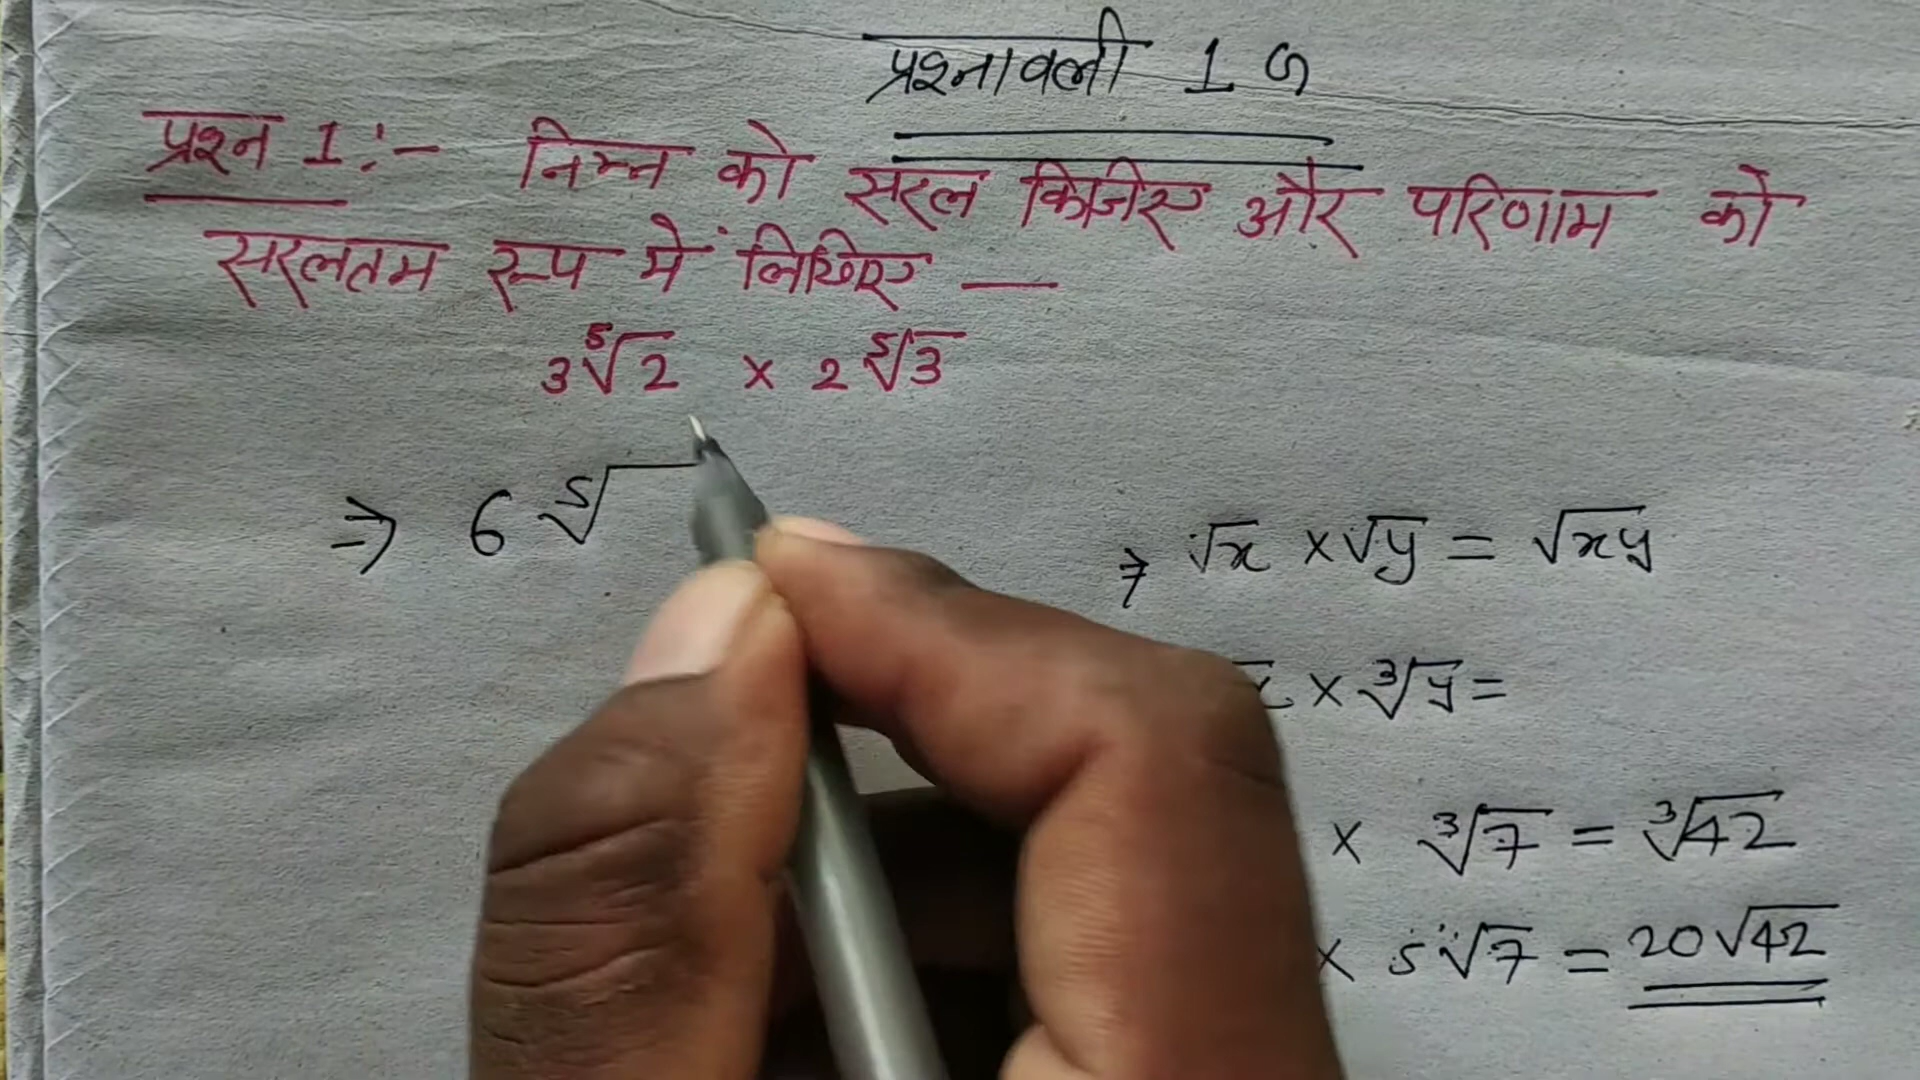 प्रश्नावली 1 G
प्रश्न 1:- निम्न को सरल किजिए और परिणाम को
सरलतम रूप में लिखिए —
3⁵√2 × 2⁵√3
⇒ 6⁵√
⇒ √x × √y = √xy
× ³√y =
× ³√7 = ³√42
× 5√7 = 20√42